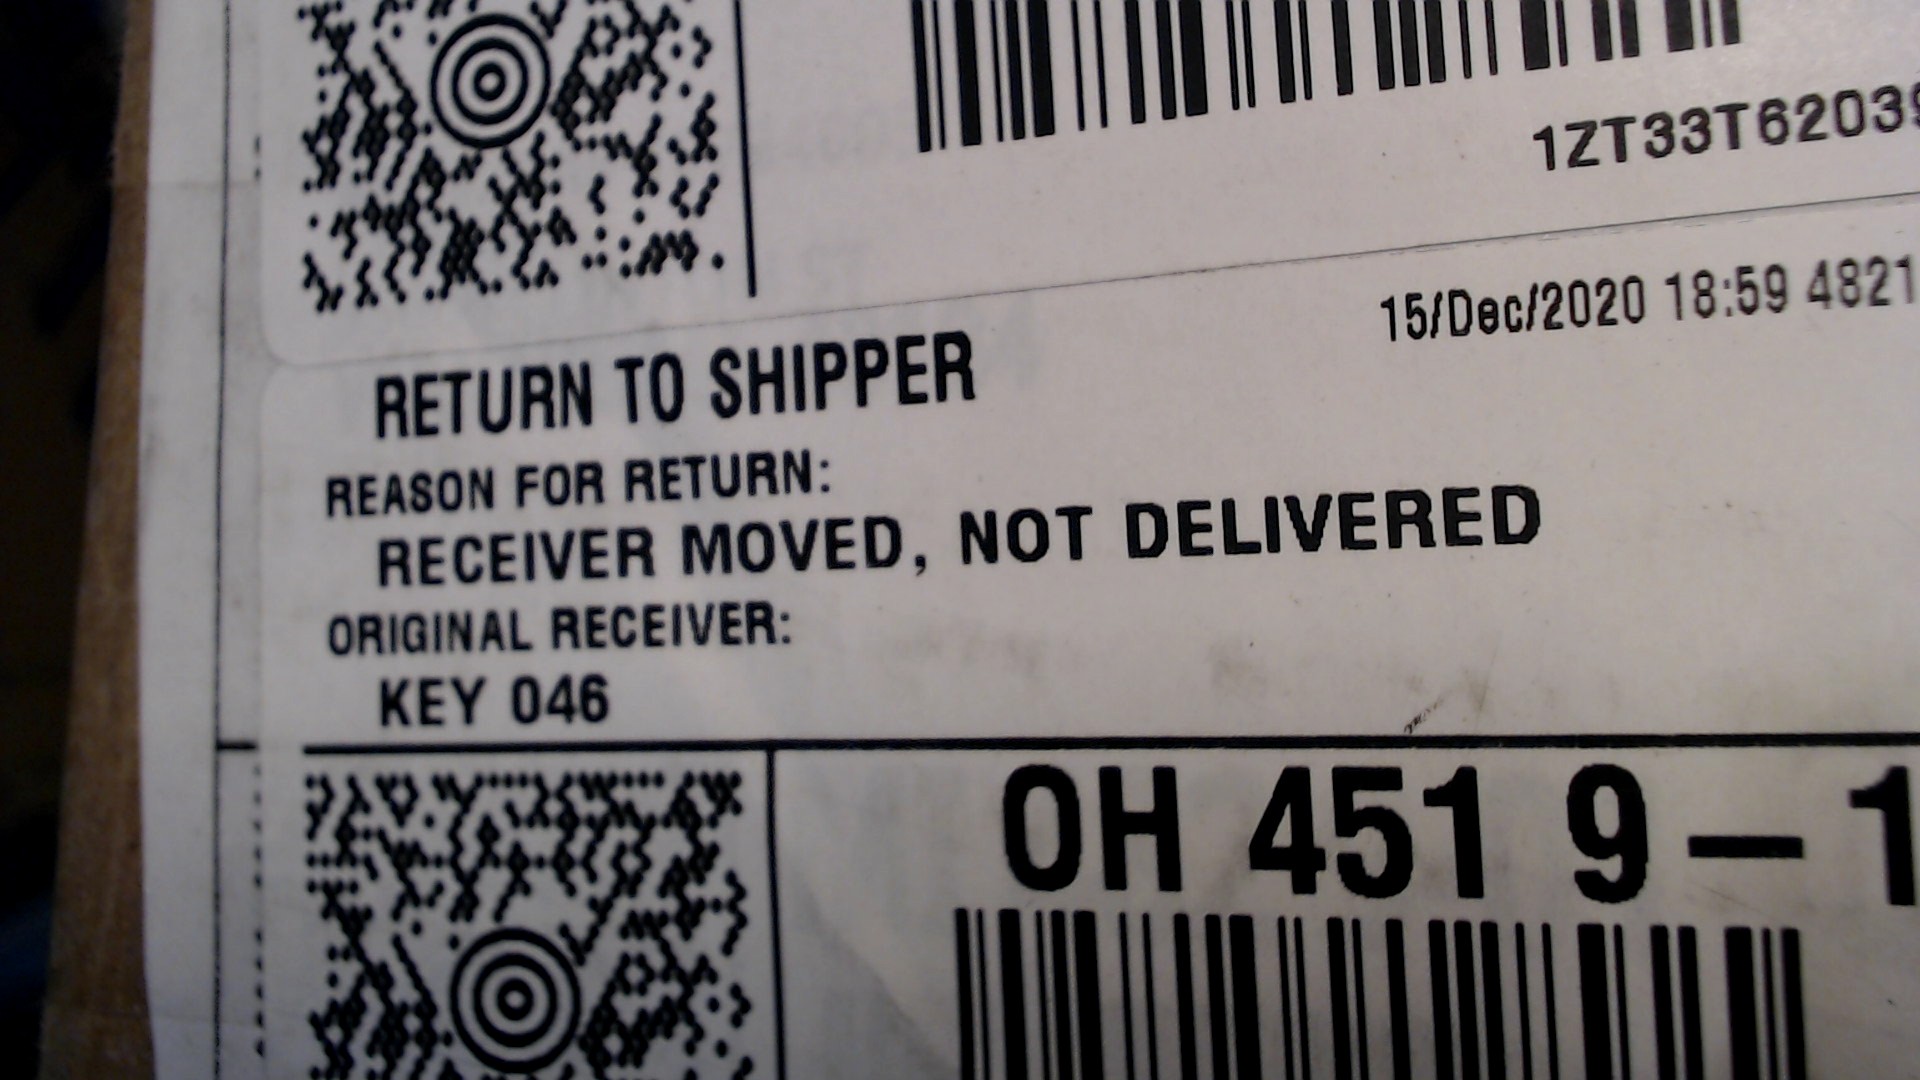 1ZT33T6203
15/Dec/2020 18:59 4821
RETURN TO SHIPPER
REASON FOR RETURN:
RECEIVER MOVED, NOT DELIVERED
ORIGINAL RECEIVER:
KEY 046
OH 451 9 – 1